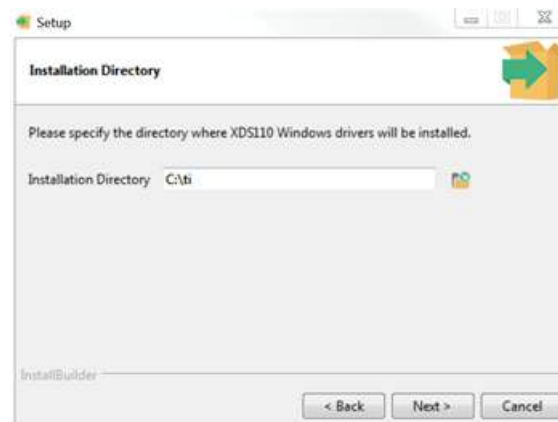 Setup
Installation Directory
Please specify the directory where XDS110 Windows drivers will be installed.
Installation Directory C:\ti
InstallBuilder
< Back Next > Cancel